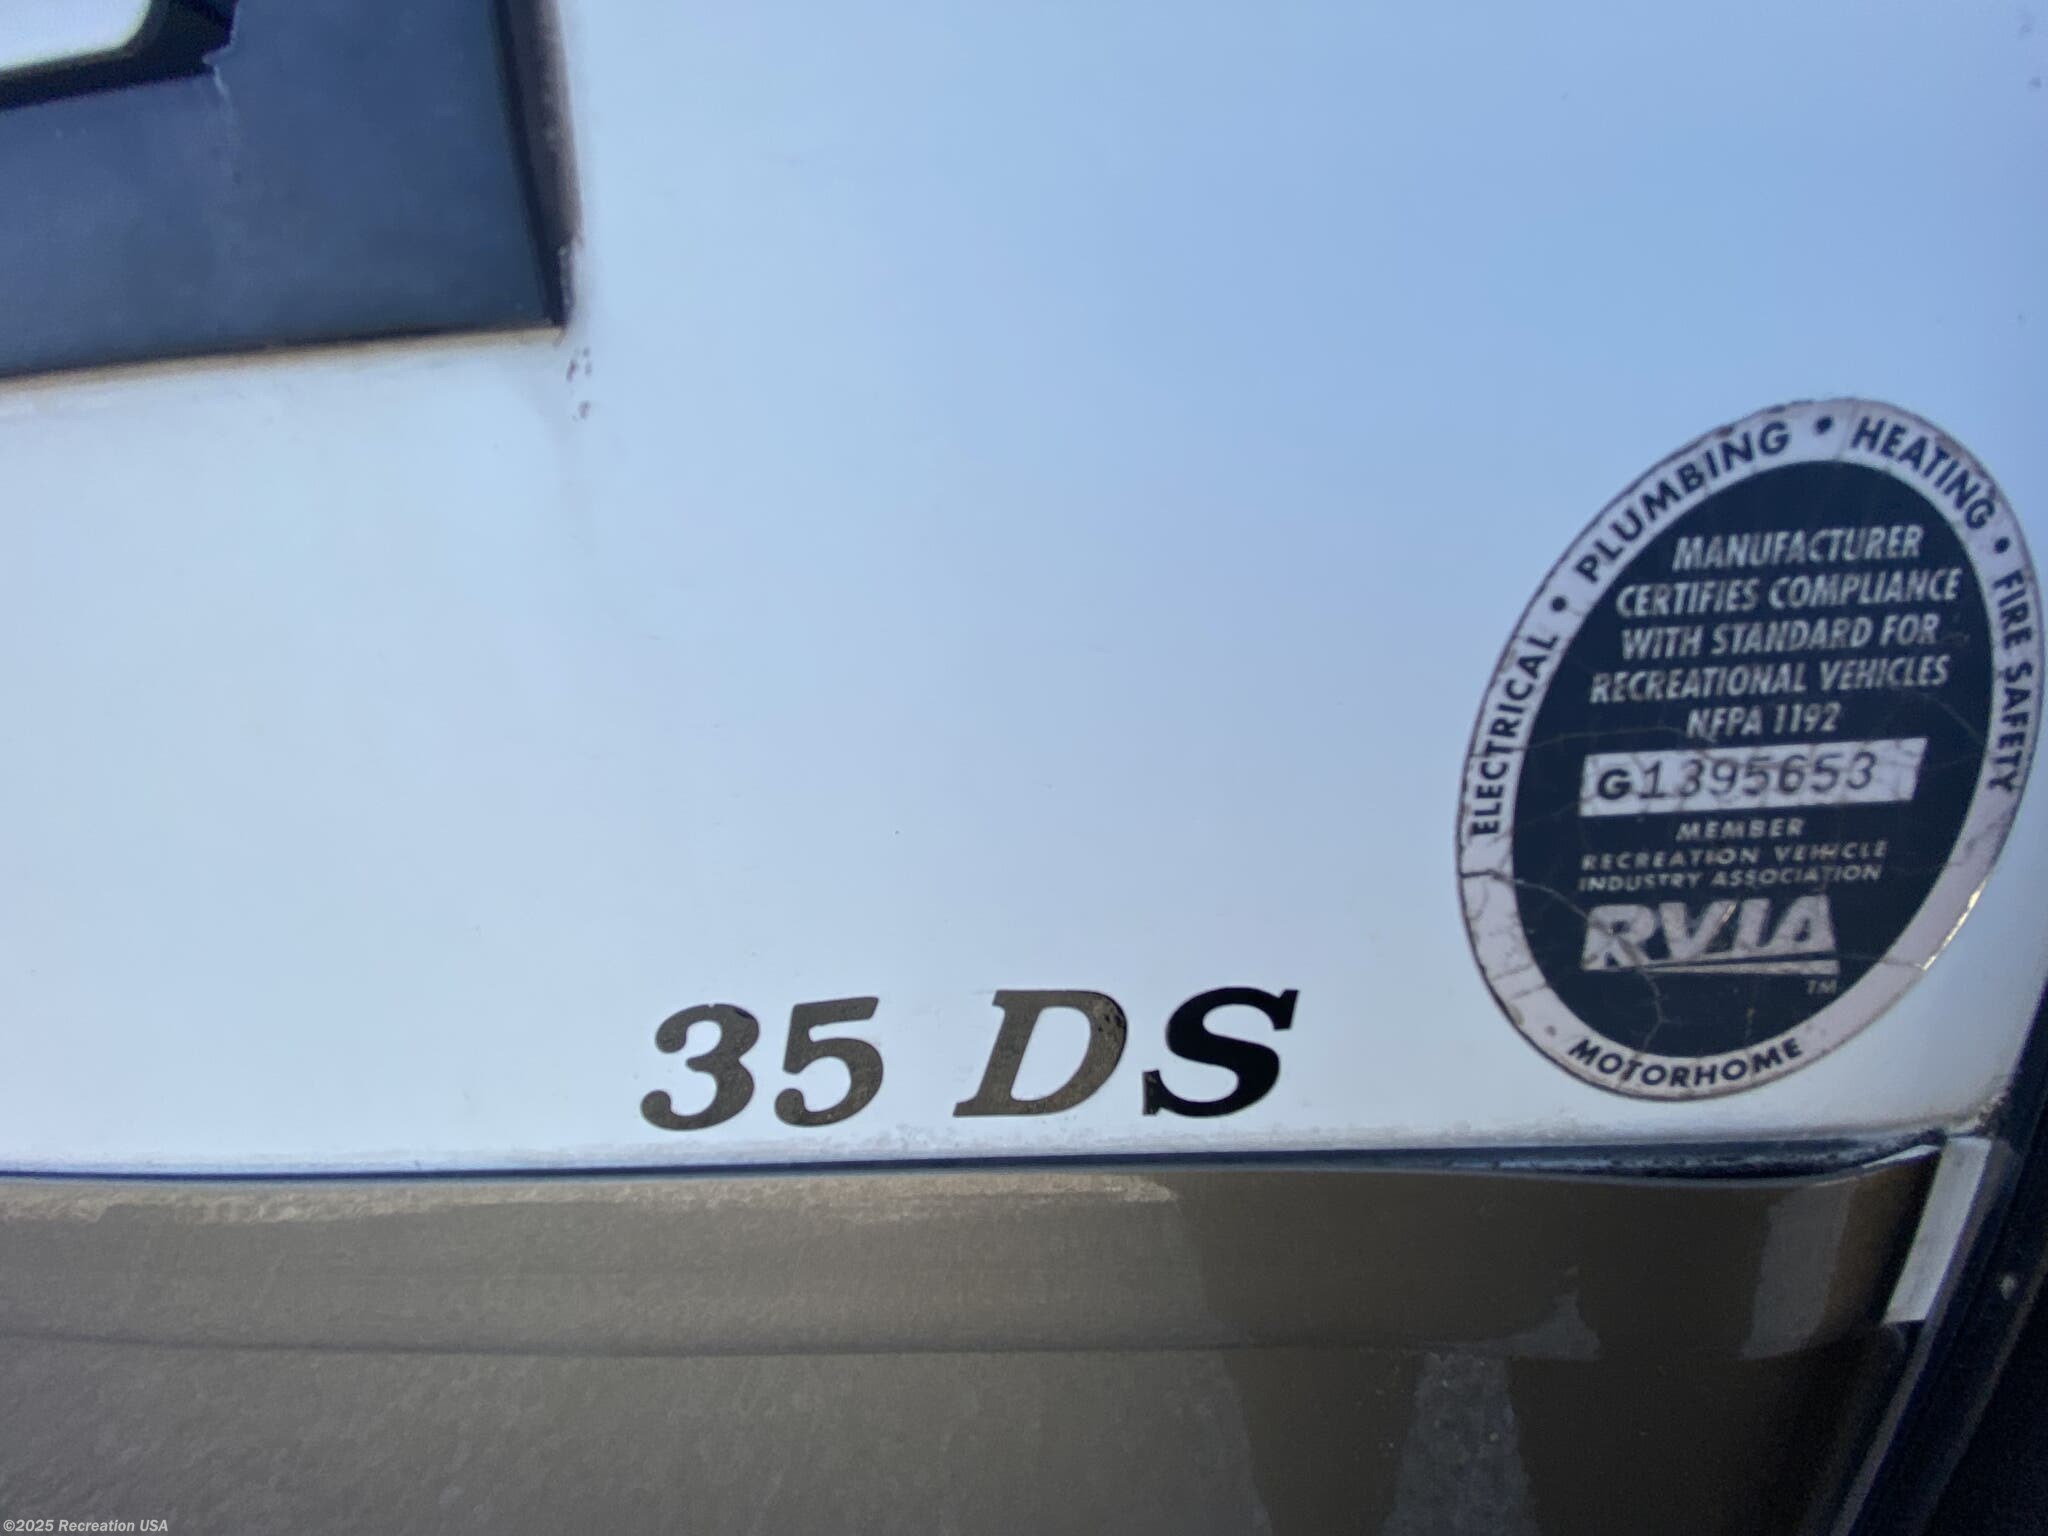 ELECTRICAL • PLUMBING • HEATING • FIRE SAFETY
MANUFACTURER
CERTIFIES COMPLIANCE
WITH STANDARD FOR
RECREATIONAL VEHICLES
NFPA 1192
G1395653
MEMBER
RECREATION VEHICLE
INDUSTRY ASSOCIATION
RVIA
TM
MOTORHOME
35 DS
©2025 Recreation USA